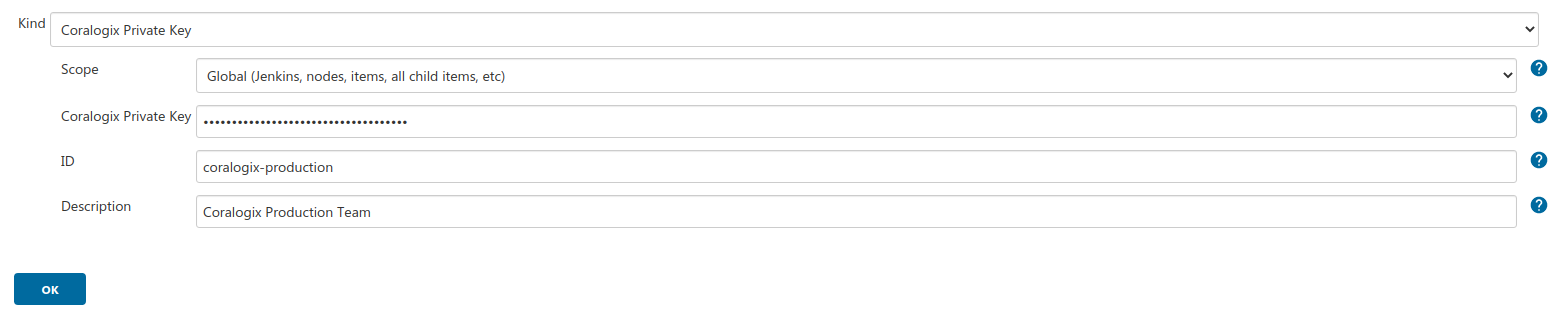 Kind
Coralogix Private Key
Scope
Global (Jenkins, nodes, items, all child items, etc)
?
Coralogix Private Key
••••••••••••••••••••••••••••••••••••
?
ID
coralogix-production
?
Description
Coralogix Production Team
?
OK